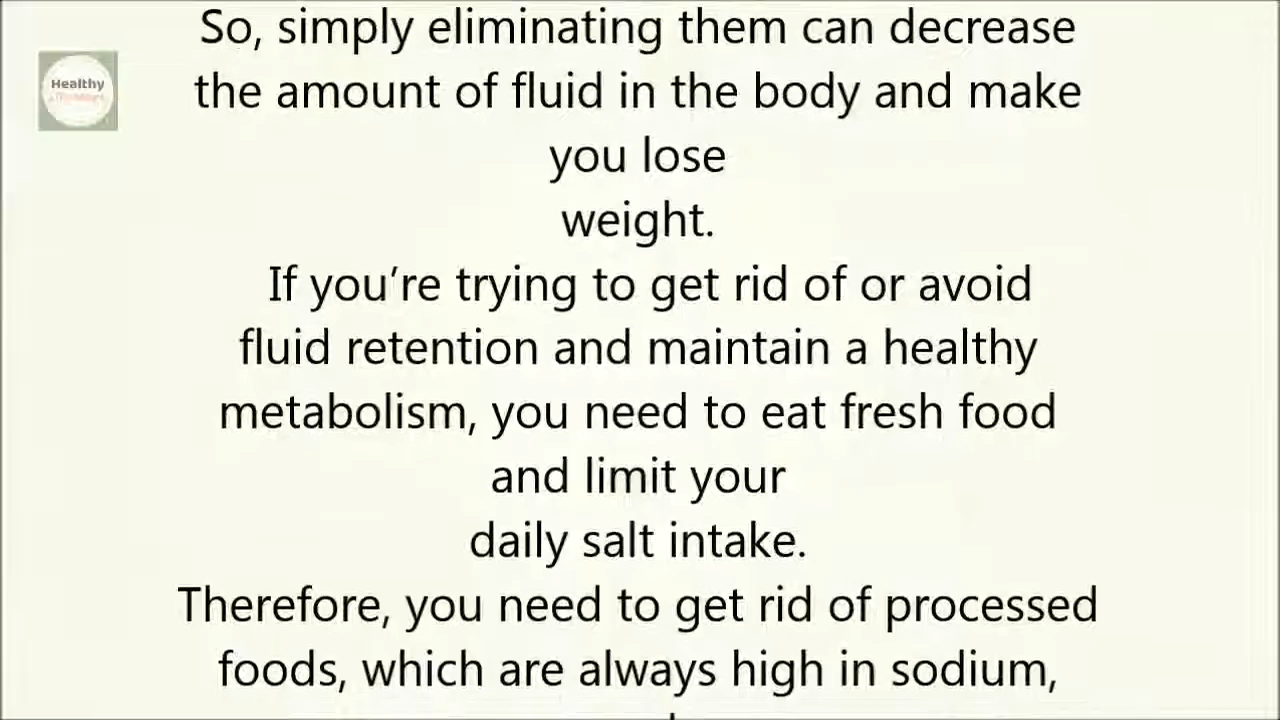 So, simply eliminating them can decrease
the amount of fluid in the body and make
you lose
weight.
If you’re trying to get rid of or avoid
fluid retention and maintain a healthy
metabolism, you need to eat fresh food
and limit your
daily salt intake.
Therefore, you need to get rid of processed
foods, which are always high in sodium,
Healthy